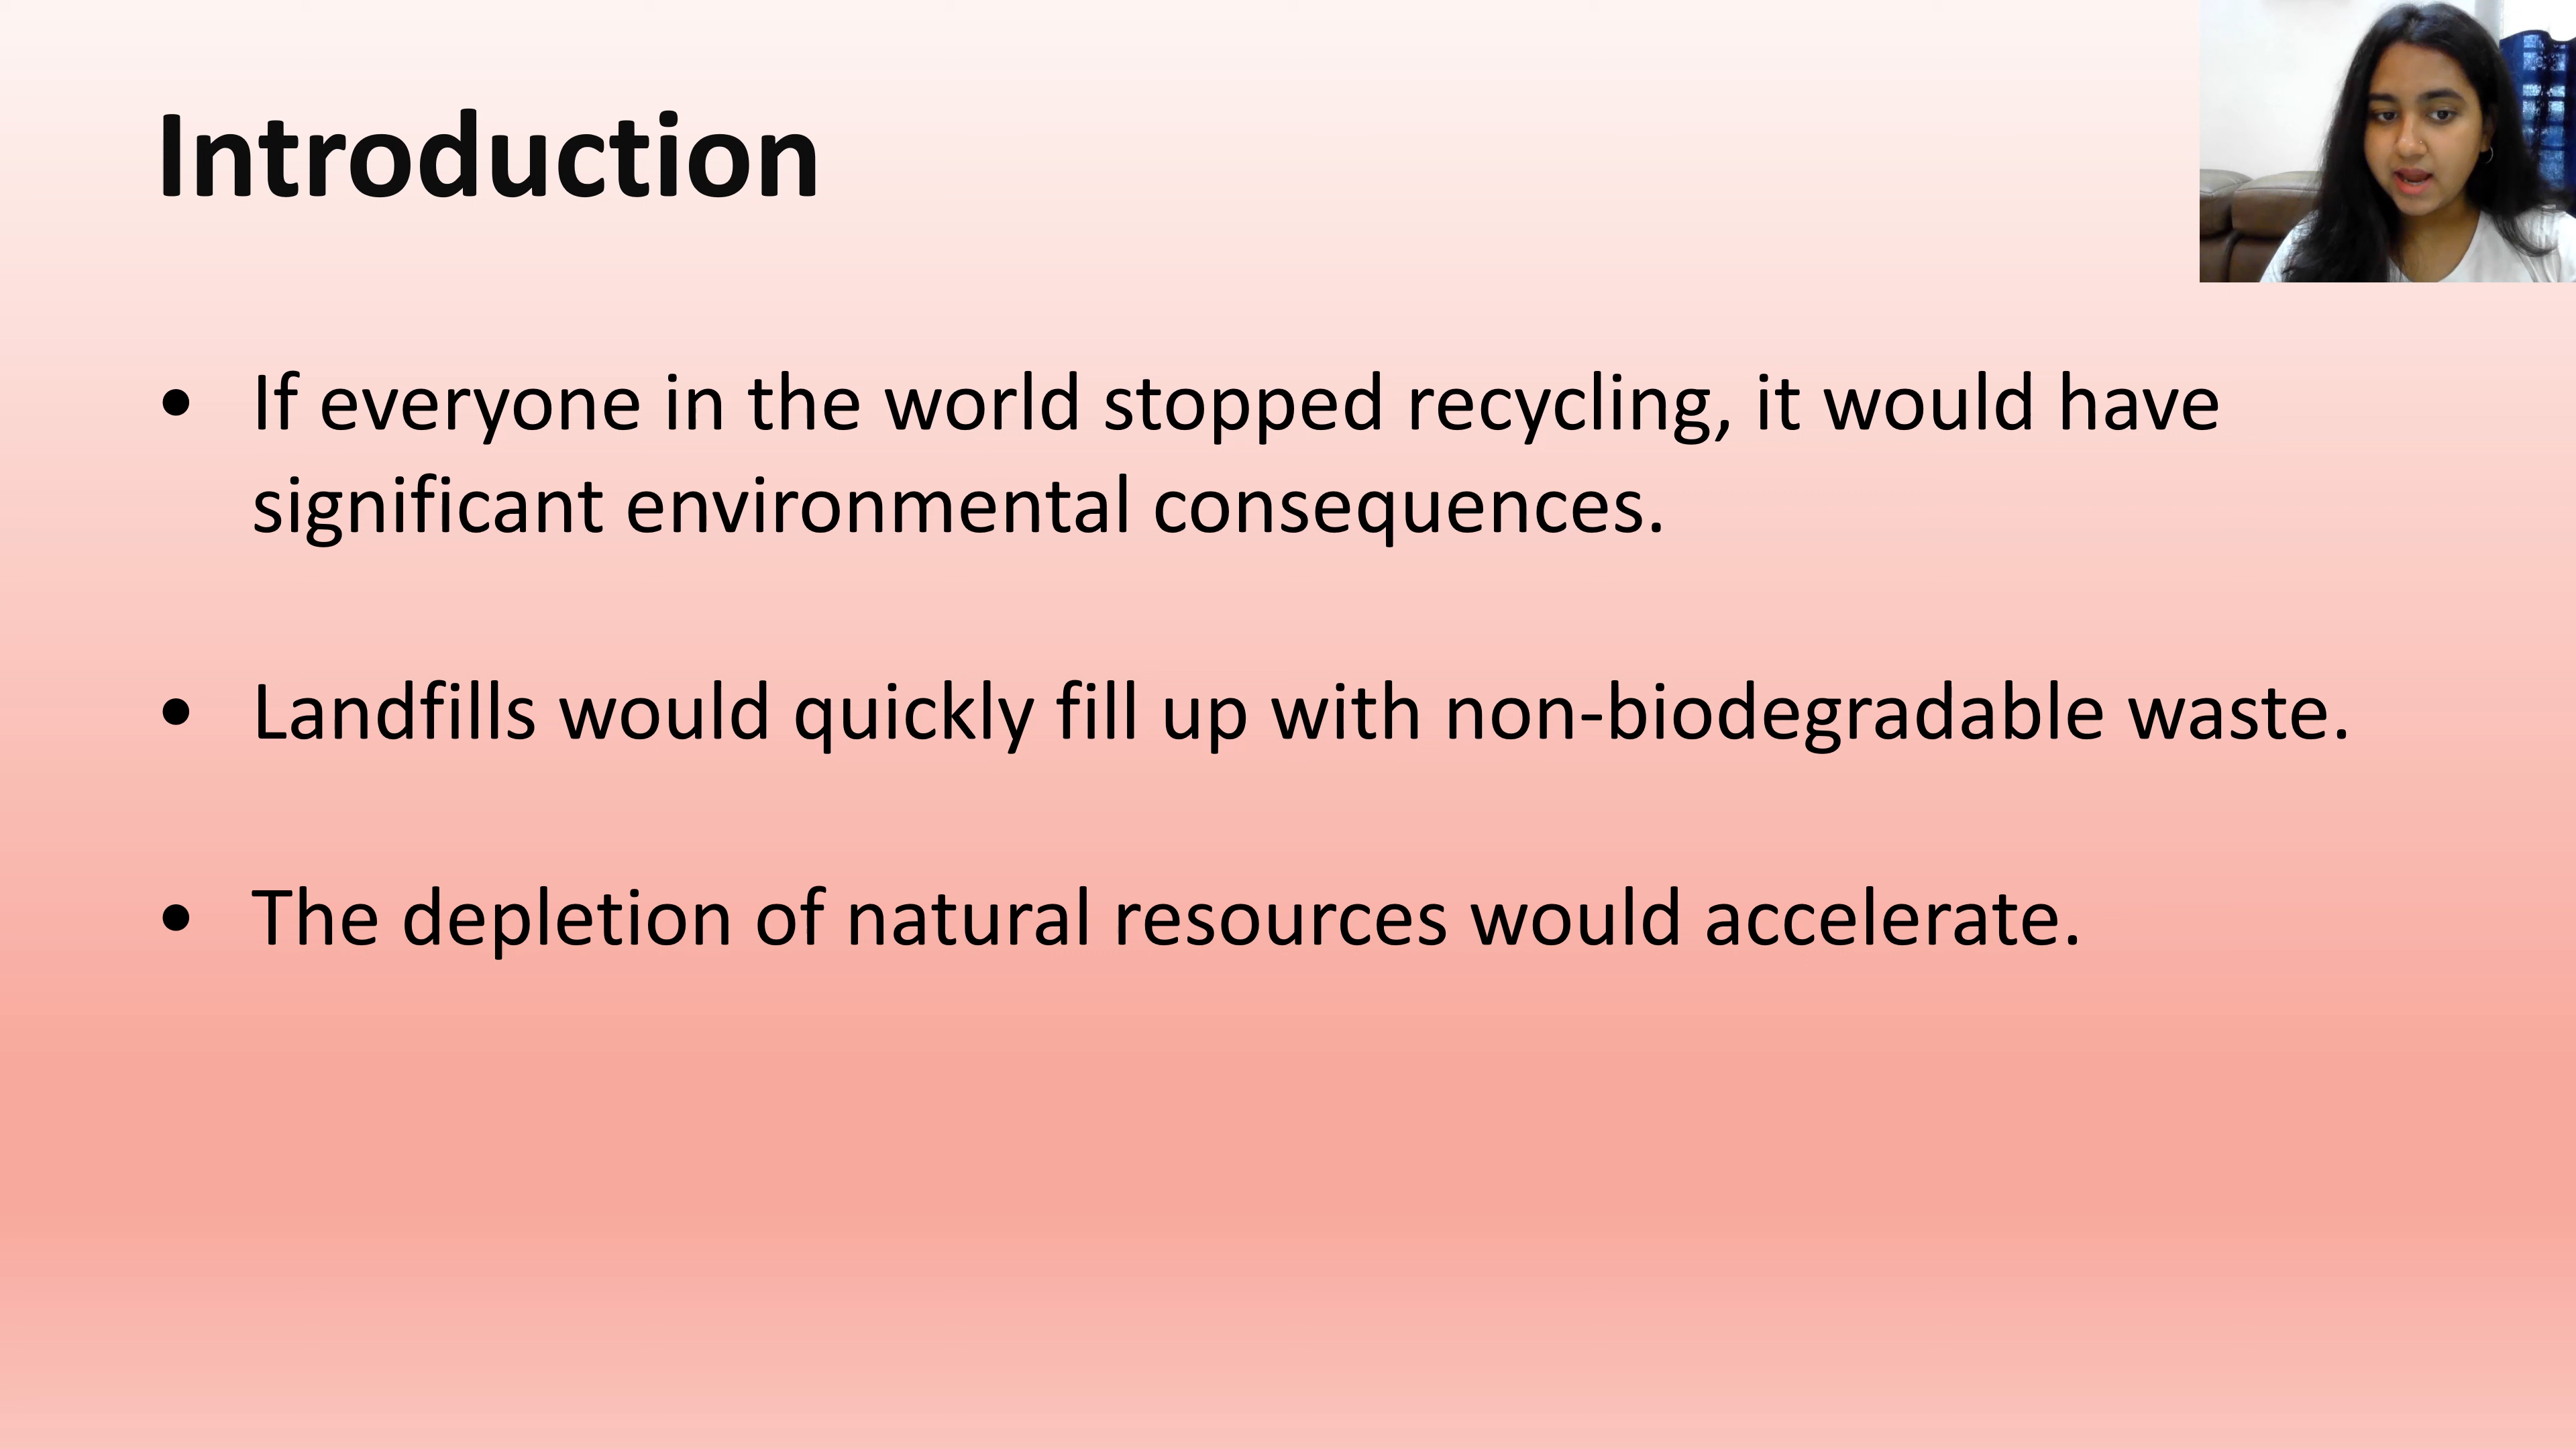 Introduction
• If everyone in the world stopped recycling, it would have
significant environmental consequences.
• Landfills would quickly fill up with non-biodegradable waste.
• The depletion of natural resources would accelerate.